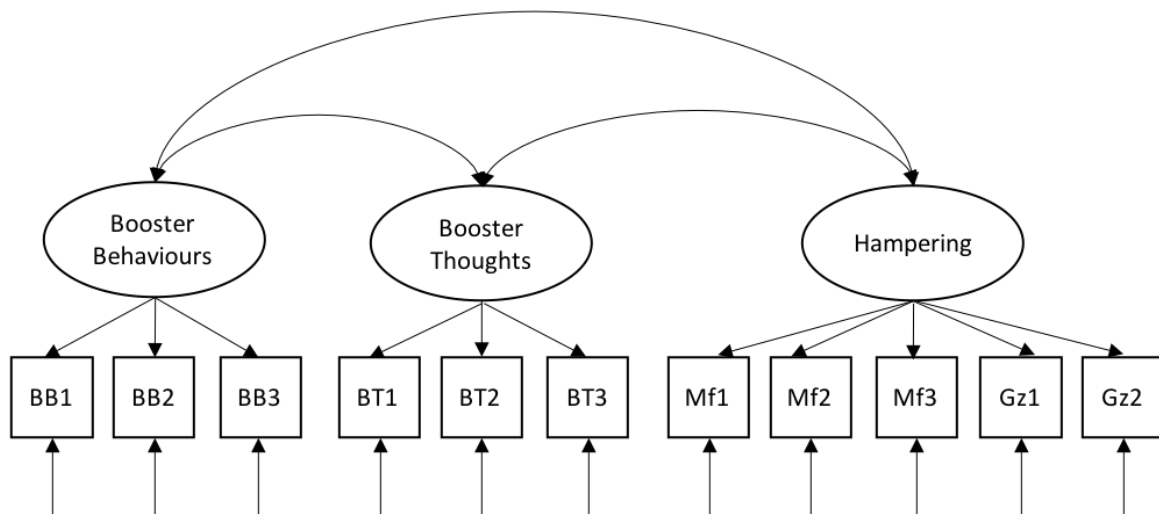 Booster
Behaviours
Booster
Thoughts
Hampering
BB1
BB2
BB3
BT1
BT2
BT3
Mf1
Mf2
Mf3
Gz1
Gz2